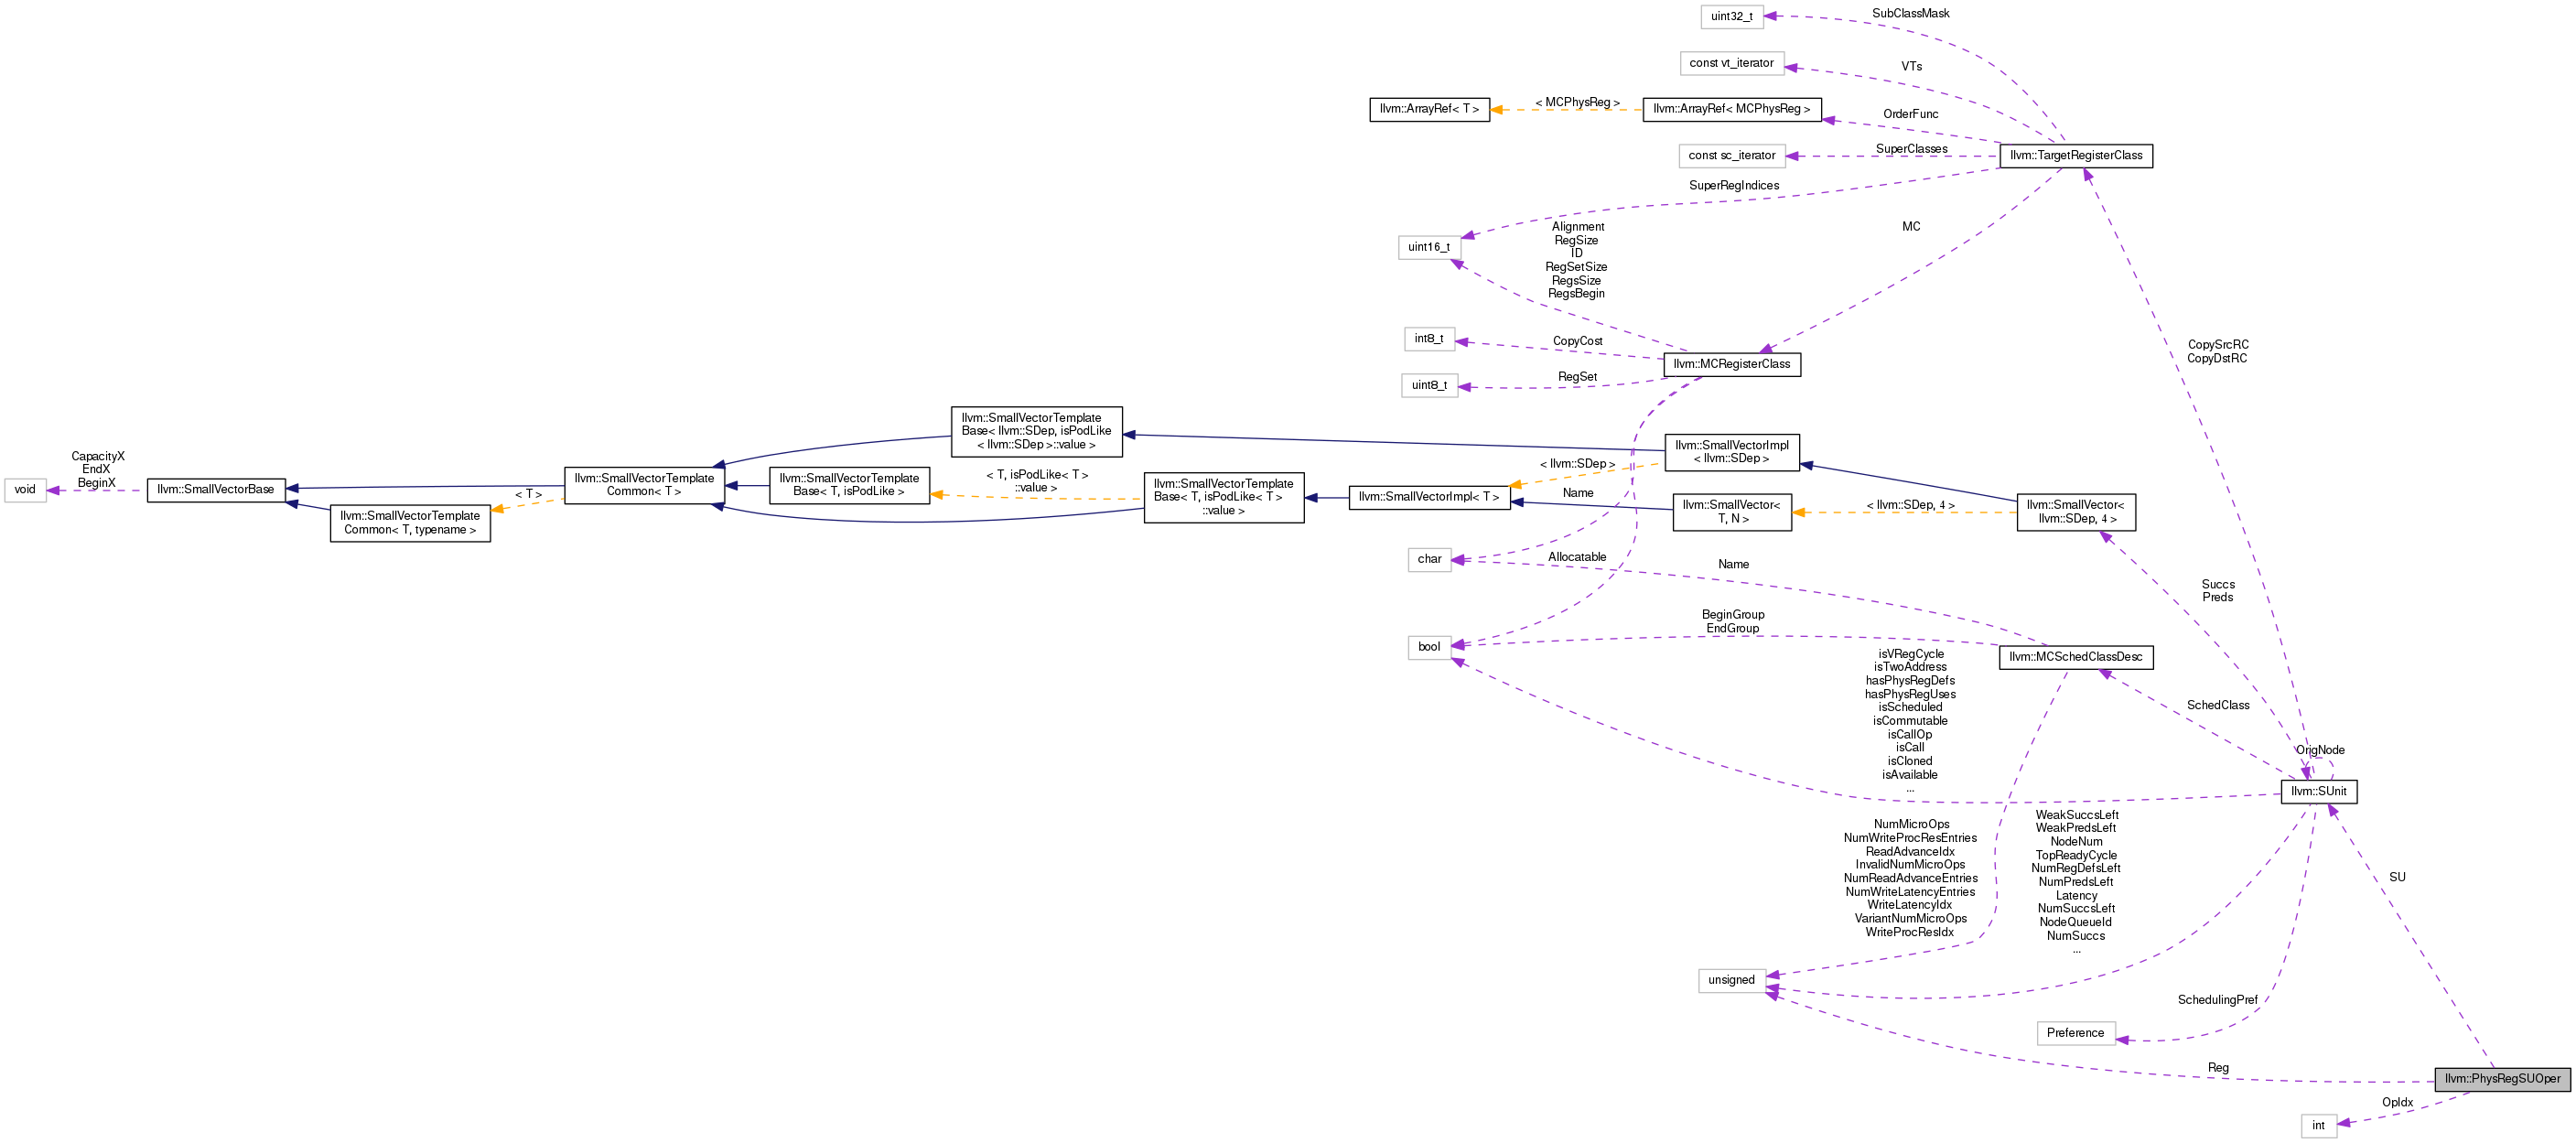 uint32_t
SubClassMask
const vt_iterator
VTs
llvm::ArrayRef< T >
< MCPhysReg >
llvm::ArrayRef< MCPhysReg >
OrderFunc
const sc_iterator
SuperClasses
llvm::TargetRegisterClass
SuperRegIndices
uint16_t
Alignment
RegSize
ID
RegSetSize
RegsSize
RegsBegin
MC
int8_t
CopyCost
llvm::MCRegisterClass
uint8_t
RegSet
CopySrcRC
CopyDstRC
llvm::SmallVectorTemplate
Base< llvm::SDep, isPodLike
< llvm::SDep >::value >
llvm::SmallVectorImpl
< llvm::SDep >
void
CapacityX
EndX
BeginX
llvm::SmallVectorBase
llvm::SmallVectorTemplate
Common< T, typename >
< T >
llvm::SmallVectorTemplate
Common< T >
llvm::SmallVectorTemplate
Base< T, isPodLike >
< T, isPodLike< T >
::value >
llvm::SmallVectorTemplate
Base< T, isPodLike< T >
::value >
llvm::SmallVectorImpl< T >
< llvm::SDep >
Name
llvm::SmallVector<
T, N >
< llvm::SDep, 4 >
llvm::SmallVector<
llvm::SDep, 4 >
char
Allocatable
Name
Succs
Preds
bool
BeginGroup
EndGroup
llvm::MCSchedClassDesc
isVRegCycle
isTwoAddress
hasPhysRegDefs
hasPhysRegUses
isScheduled
isCommutable
isCallOp
isCall
isCloned
isAvailable
...
SchedClass
OrigNode
llvm::SUnit
NumMicroOps
NumWriteProcResEntries
ReadAdvanceIdx
InvalidNumMicroOps
NumReadAdvanceEntries
NumWriteLatencyEntries
WriteLatencyIdx
VariantNumMicroOps
WriteProcResIdx
WeakSuccsLeft
WeakPredsLeft
NodeNum
TopReadyCycle
NumRegDefsLeft
NumPredsLeft
Latency
NumSuccsLeft
NodeQueueId
NumSuccs
...
SU
unsigned
SchedulingPref
Preference
Reg
llvm::PhysRegSUOper
OpIdx
int